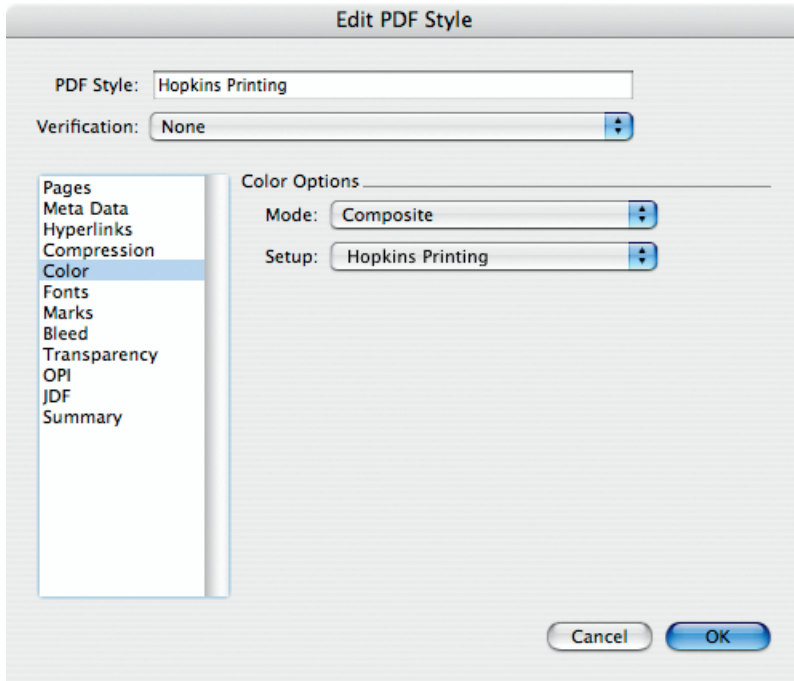 Edit PDF Style
PDF Style: Hopkins Printing
Verification: None
Pages
Meta Data
Hyperlinks
Compression
Color
Fonts
Marks
Bleed
Transparency
OPI
JDF
Summary
Color Options
Mode: Composite
Setup: Hopkins Printing
Cancel OK